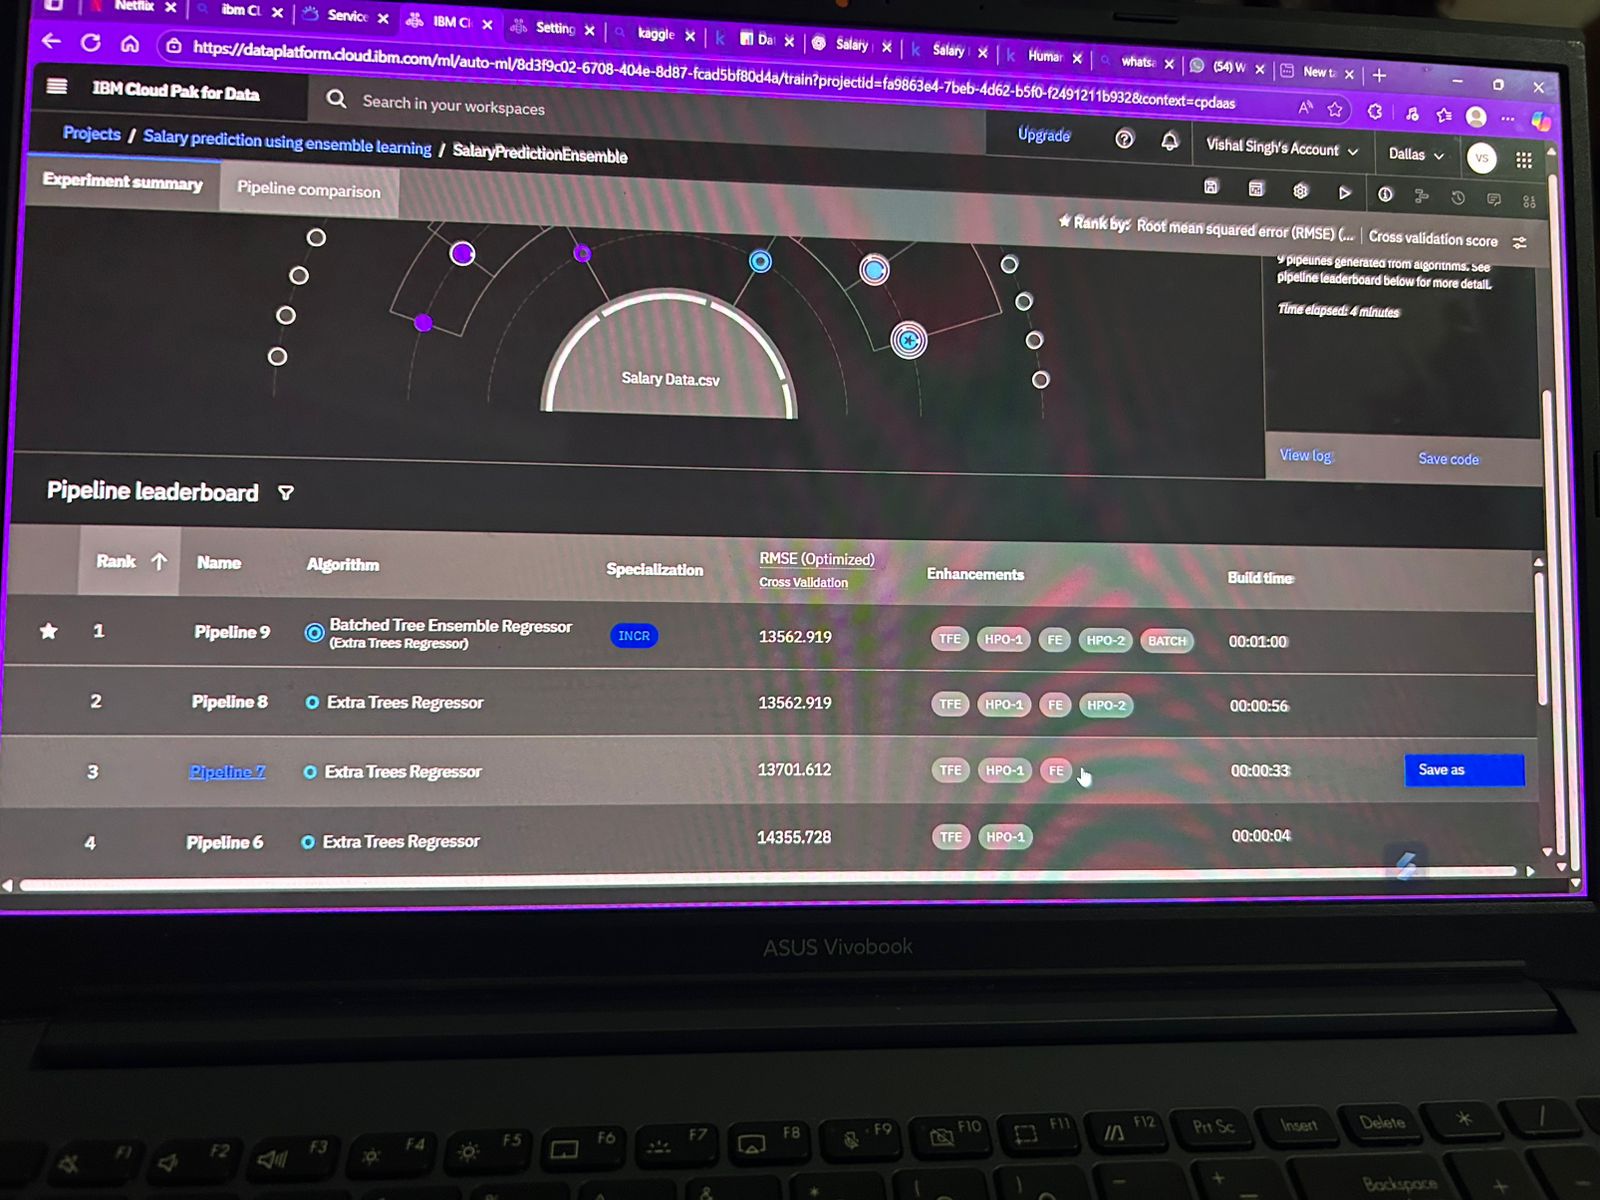 Netflix
ibm Cl
Service
IBM Cl
Setting
kaggle
Da
Salary
Salary
Humar
whatsa
(54) W
New ta
https://dataplatform.cloud.ibm.com/ml/auto-ml/8d3f9c02-6708-404e-8d87-fcad5bf80d4a/train?projectid=fa9863e4-7beb-4d62-b5f0-f2491211b932&context=cpdaas
IBM Cloud Pak for Data
Search in your workspaces
Upgrade
Vishal Singh's Account
Dallas
VS
Projects / Salary prediction using ensemble learning / SalaryPredictionEnsemble
Experiment summary
Pipeline comparison
Rank by: Root mean squared error (RMSE) (... | Cross validation score
9 pipelines generated from algorithms. See
pipeline leaderboard below for more detail.
Time elapsed: 4 minutes
Salary Data.csv
View log
Save code
Pipeline leaderboard
Rank Name Algorithm Specialization RMSE (Optimized) Enhancements Build time
Cross Validation
1 Pipeline 9 Batched Tree Ensemble Regressor INCR 13562.919 TFE HPO-1 FE HPO-2 BATCH 00:01:00
(Extra Trees Regressor)
2 Pipeline 8 Extra Trees Regressor 13562.919 TFE HPO-1 FE HPO-2 00:00:56
3 Pipeline 7 Extra Trees Regressor 13701.612 TFE HPO-1 FE 00:00:33 Save as
4 Pipeline 6 Extra Trees Regressor 14355.728 TFE HPO-1 00:00:04
ASUS Vivobook
F1 F2 F3 F4 F5 F6 F7 F8 F9 F10 F11 F12 Prt Sc Insert Delete * /
Backspace